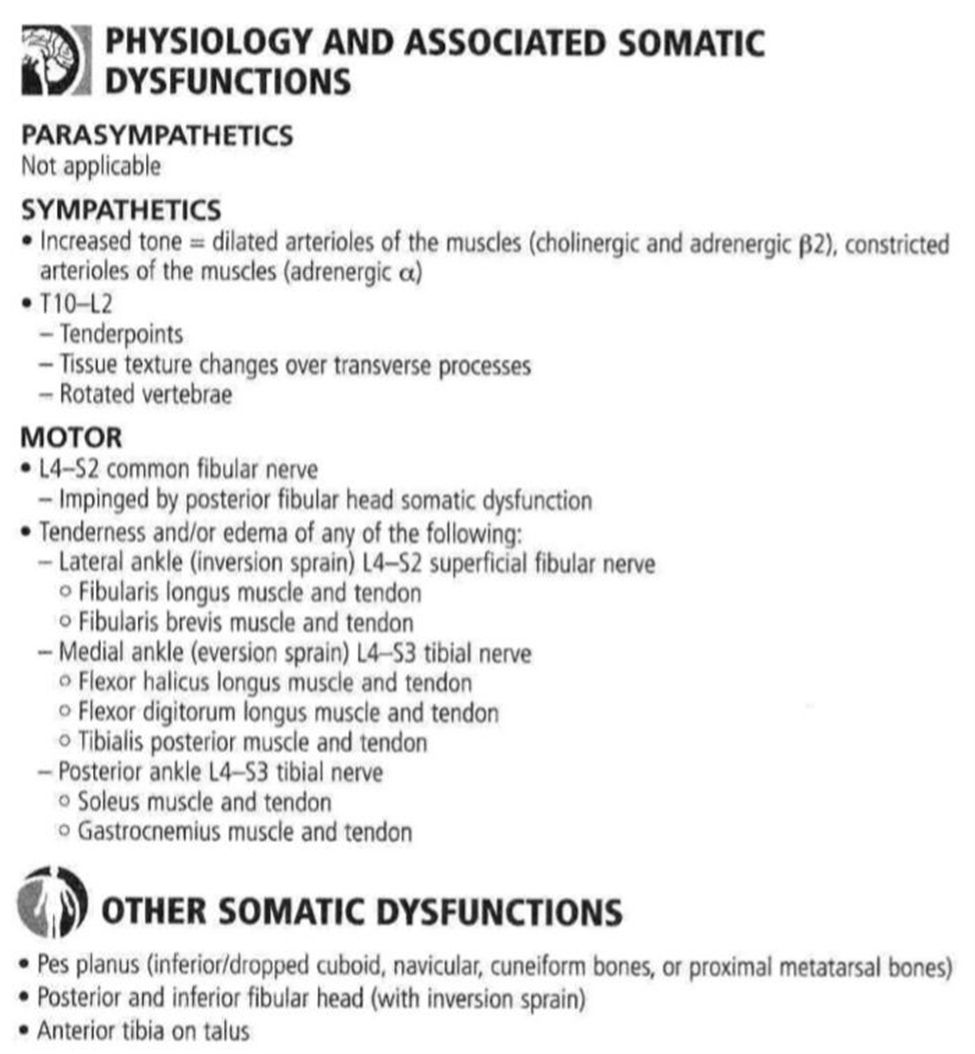 PHYSIOLOGY AND ASSOCIATED SOMATIC
DYSFUNCTIONS
PARASYMPATHETICS
Not applicable
SYMPATHETICS
• Increased tone = dilated arterioles of the muscles (cholinergic and adrenergic β2), constricted
arterioles of the muscles (adrenergic α)
• T10–L2
– Tenderpoints
– Tissue texture changes over transverse processes
– Rotated vertebrae
MOTOR
• L4–S2 common fibular nerve
– Impinged by posterior fibular head somatic dysfunction
• Tenderness and/or edema of any of the following:
– Lateral ankle (inversion sprain) L4–S2 superficial fibular nerve
○ Fibularis longus muscle and tendon
○ Fibularis brevis muscle and tendon
– Medial ankle (eversion sprain) L4–S3 tibial nerve
○ Flexor halicus longus muscle and tendon
○ Flexor digitorum longus muscle and tendon
○ Tibialis posterior muscle and tendon
– Posterior ankle L4–S3 tibial nerve
○ Soleus muscle and tendon
○ Gastrocnemius muscle and tendon
OTHER SOMATIC DYSFUNCTIONS
• Pes planus (inferior/dropped cuboid, navicular, cuneiform bones, or proximal metatarsal bones)
• Posterior and inferior fibular head (with inversion sprain)
• Anterior tibia on talus